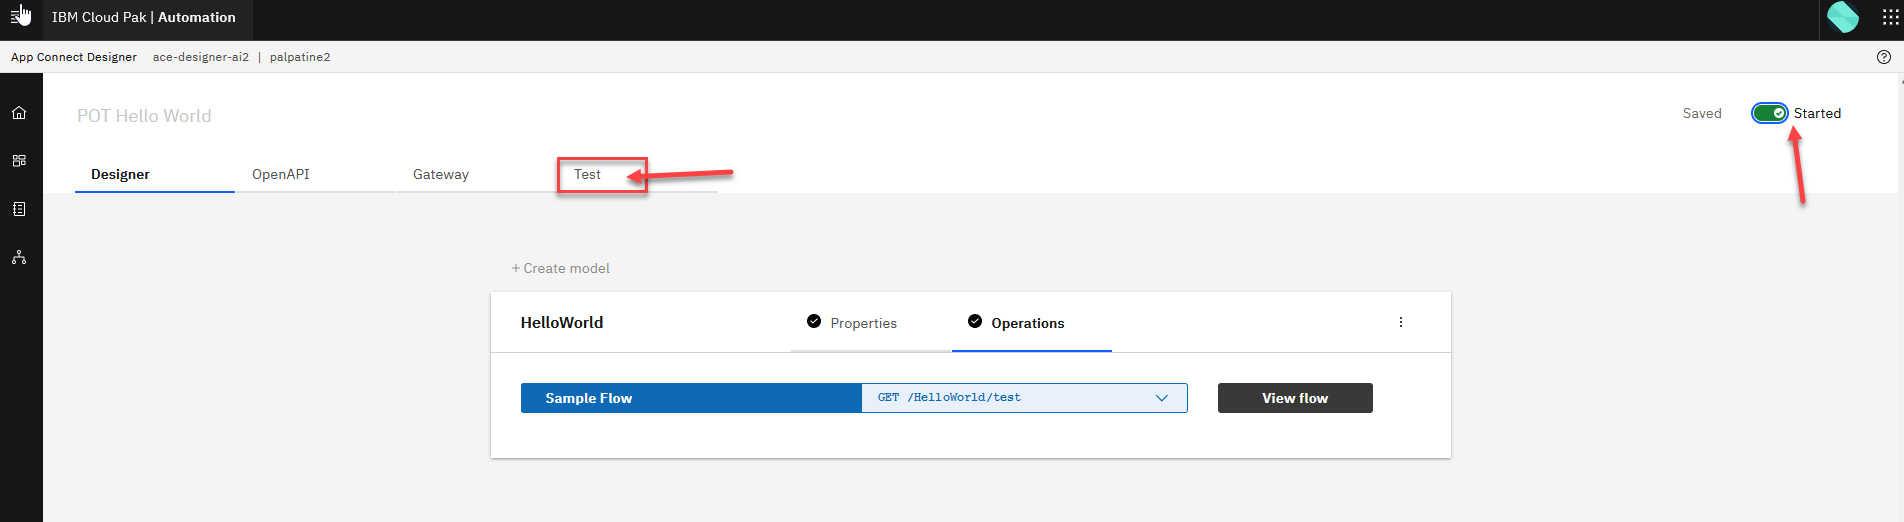 IBM Cloud Pak | Automation
App Connect Designer ace-designer-ai2 | palpatine2
POT Hello World
Saved Started
Designer OpenAPI Gateway Test
+ Create model
HelloWorld Properties Operations
Sample Flow GET /HelloWorld/test View flow